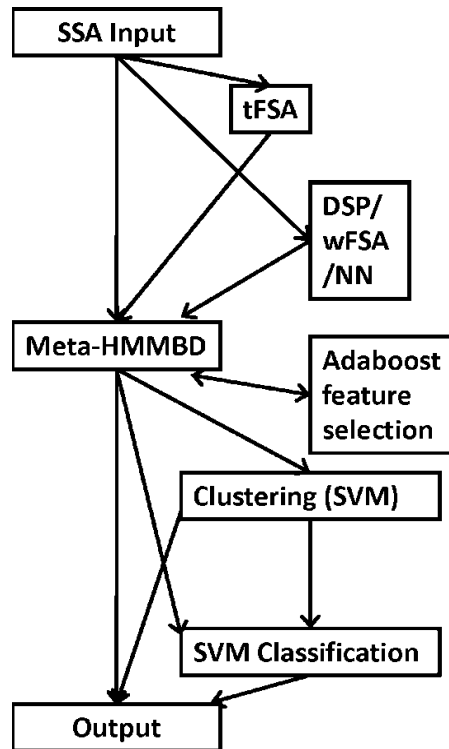 SSA Input
tFSA
DSP/
wFSA
/NN
Meta-HMMBD
Adaboost
feature
selection
Clustering (SVM)
SVM Classification
Output